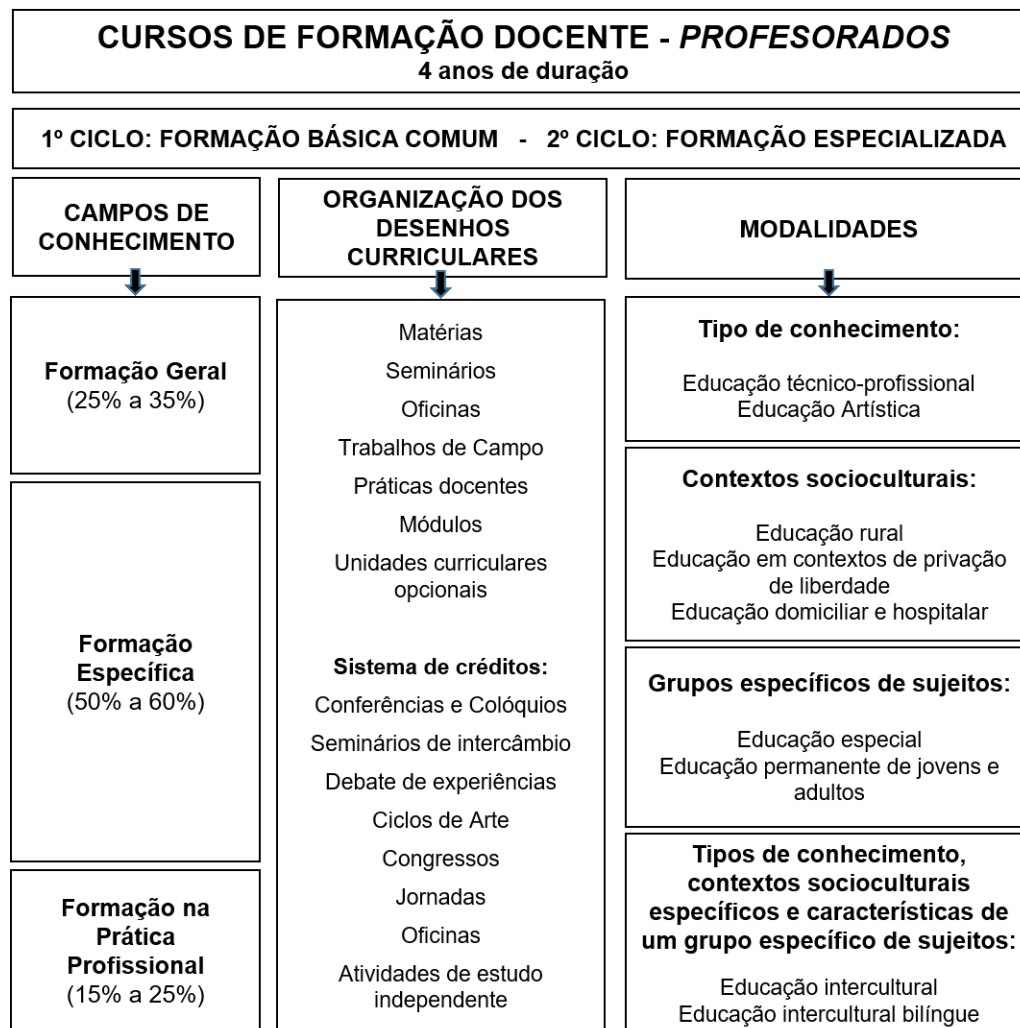 CURSOS DE FORMAÇÃO DOCENTE - PROFESORADOS
4 anos de duração
1º CICLO: FORMAÇÃO BÁSICA COMUM - 2º CICLO: FORMAÇÃO ESPECIALIZADA
CAMPOS DE
CONHECIMENTO
Formação Geral
(25% a 35%)
Formação
Específica
(50% a 60%)
Formação na
Prática
Profissional
(15% a 25%)
ORGANIZAÇÃO DOS
DESENHOS
CURRICULARES
Matérias
Seminários
Oficinas
Trabalhos de Campo
Práticas docentes
Módulos
Unidades curriculares
opcionais
Sistema de créditos:
Conferências e Colóquios
Seminários de intercâmbio
Debate de experiências
Ciclos de Arte
Congressos
Jornadas
Oficinas
Atividades de estudo
independente
MODALIDADES
Tipo de conhecimento:
Educação técnico-profissional
Educação Artística
Contextos socioculturais:
Educação rural
Educação em contextos de privação
de liberdade
Educação domiciliar e hospitalar
Grupos específicos de sujeitos:
Educação especial
Educação permanente de jovens e
adultos
Tipos de conhecimento,
contextos socioculturais
específicos e características de
um grupo específico de sujeitos:
Educação intercultural
Educação intercultural bilíngue